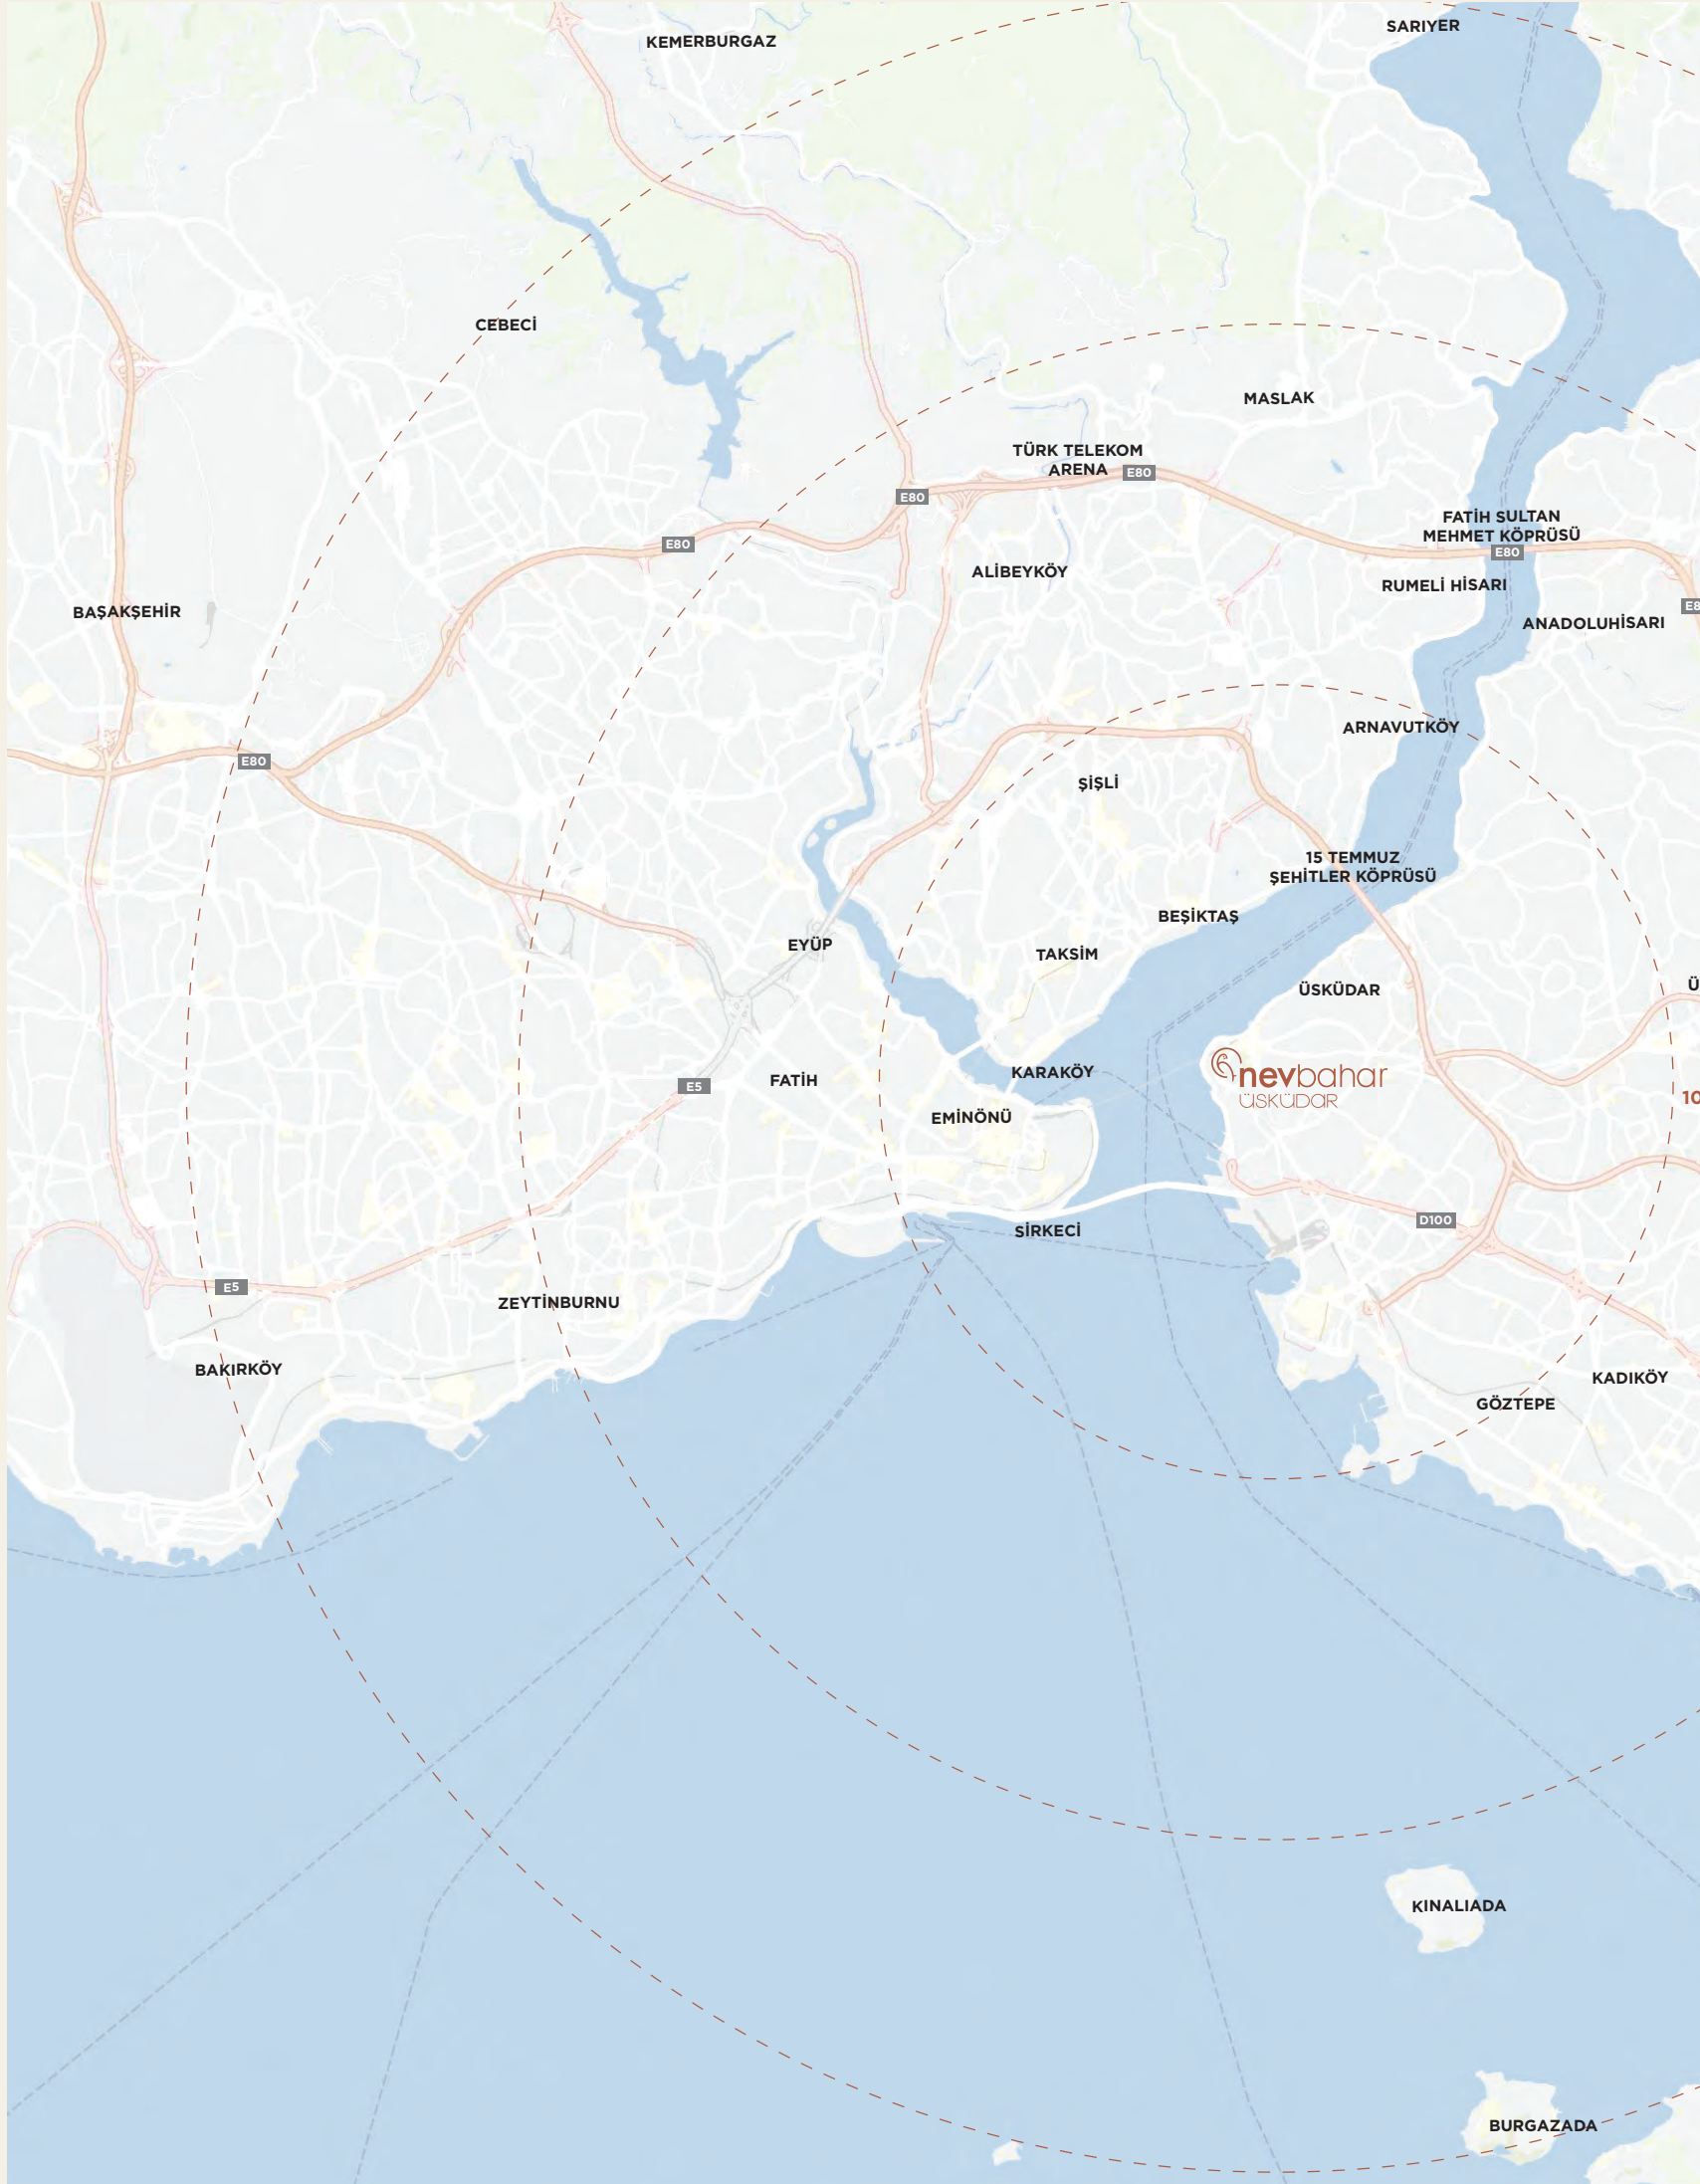 SARIYER
KEMERBURGAZ
CEBECİ
MASLAK
TÜRK TELEKOM
ARENA
E80
E80
FATİH SULTAN
MEHMET KÖPRÜSÜ
E80
E80
ALİBEYKÖY
RUMELİ HİSARI
E8
BAŞAKŞEHİR
ANADOLUHİSARI
ARNAVUTKÖY
E80
ŞİŞLİ
15 TEMMUZ
ŞEHİTLER KÖPRÜSÜ
BEŞİKTAŞ
EYÜP
TAKSİM
Ü
ÜSKÜDAR
KARAKÖY
nevbahar
ÜSKÜDAR
FATİH
E5
10
EMİNÖNÜ
SİRKECİ
D100
E5
ZEYTİNBURNU
BAKIRKÖY
KADIKÖY
GÖZTEPE
KINALIADA
BURGAZADA